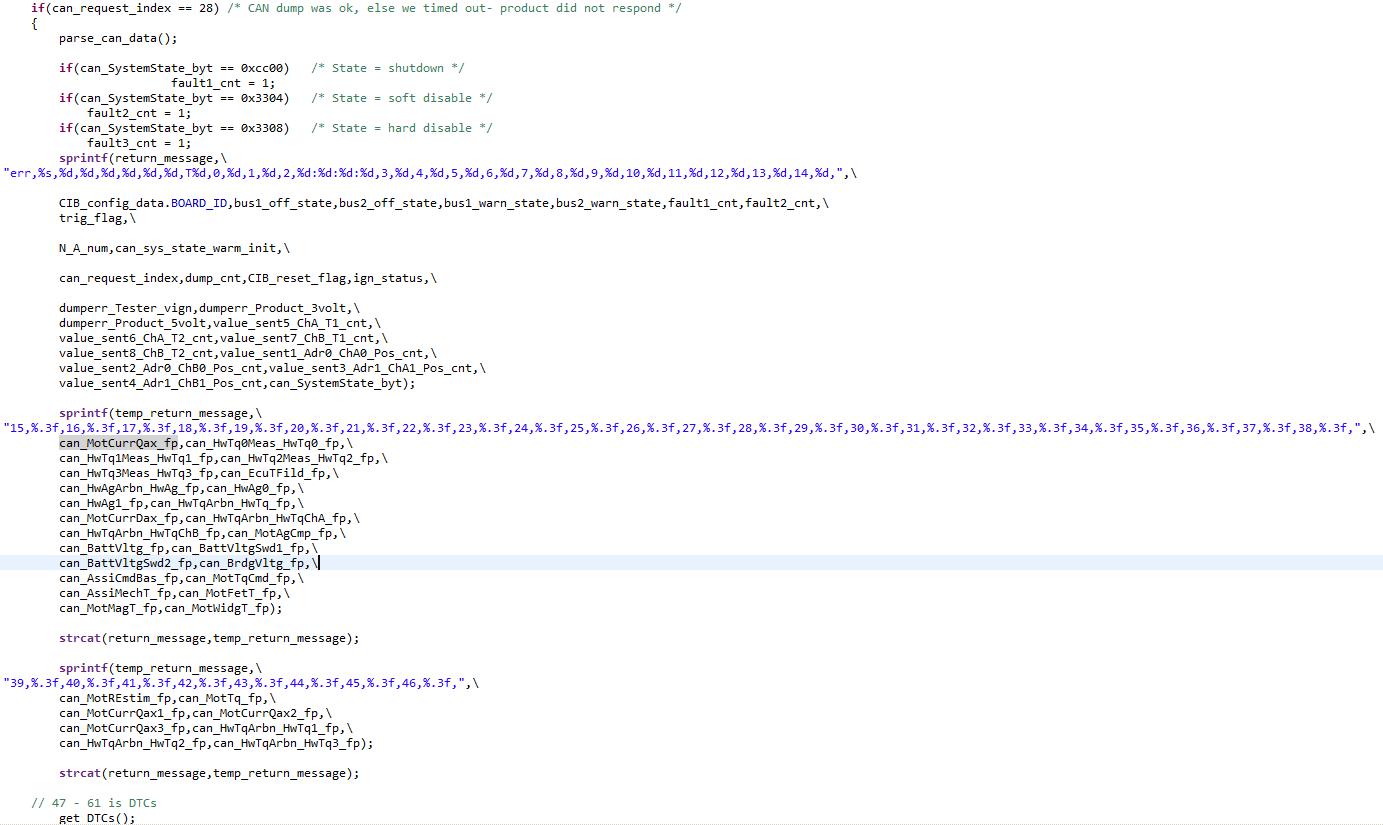 if(can_request_index == 28) /* CAN dump was ok, else we timed out- product did not respond */
{
parse_can_data();
if(can_SystemState_byt == 0xcc00) /* State = shutdown */
fault1_cnt = 1;
if(can_SystemState_byt == 0x3304) /* State = soft disable */
fault2_cnt = 1;
if(can_SystemState_byt == 0x3308) /* State = hard disable */
fault3_cnt = 1;
sprintf(return_message,\
"err,%s,%d,%d,%d,%d,%d,%d,T%d,0,%d,1,%d,2,%d:%d:%d:%d,3,%d,4,%d,5,%d,6,%d,7,%d,8,%d,9,%d,10,%d,11,%d,12,%d,13,%d,14,%d,",\
CIB_config_data.BOARD_ID,bus1_off_state,bus2_off_state,bus1_warn_state,bus2_warn_state,fault1_cnt,fault2_cnt,\
trig_flag,\
N_A_num,can_sys_state_warm_init,\
can_request_index,dump_cnt,CIB_reset_flag,ign_status,\
dumperr_Tester_vign,dumperr_Product_3volt,\
dumperr_Product_5volt,value_sent5_ChA_T1_cnt,\
value_sent6_ChA_T2_cnt,value_sent7_ChB_T1_cnt,\
value_sent8_ChB_T2_cnt,value_sent1_Adr0_ChA0_Pos_cnt,\
value_sent2_Adr0_ChB0_Pos_cnt,value_sent3_Adr1_ChA1_Pos_cnt,\
value_sent4_Adr1_ChB1_Pos_cnt,can_SystemState_byt);
sprintf(temp_return_message,\
"15,%.3f,16,%.3f,17,%.3f,18,%.3f,19,%.3f,20,%.3f,21,%.3f,22,%.3f,23,%.3f,24,%.3f,25,%.3f,26,%.3f,27,%.3f,28,%.3f,29,%.3f,30,%.3f,31,%.3f,32,%.3f,33,%.3f,34,%.3f,35,%.3f,36,%.3f,37,%.3f,38,%.3f,",\
can_MotCurrQax_fp,can_HwTq0Meas_HwTq0_fp,\
can_HwTq1Meas_HwTq1_fp,can_HwTq2Meas_HwTq2_fp,\
can_HwTq3Meas_HwTq3_fp,can_EcuTFild_fp,\
can_HwAgArbn_HwAg_fp,can_HwAg0_fp,\
can_HwAg1_fp,can_HwTqArbn_HwTq_fp,\
can_MotCurrDax_fp,can_HwTqArbn_HwTqChA_fp,\
can_HwTqArbn_HwTqChB_fp,can_MotAgCmp_fp,\
can_BattVltg_fp,can_BattVltgSwd1_fp,\
can_BattVltgSwd2_fp,can_BrdgVltg_fp,\
can_AssiCmdBas_fp,can_MotTqCmd_fp,\
can_AssiMechT_fp,can_MotFetT_fp,\
can_MotMagT_fp,can_MotWidgT_fp);
strcat(return_message,temp_return_message);
sprintf(temp_return_message,\
"39,%.3f,40,%.3f,41,%.3f,42,%.3f,43,%.3f,44,%.3f,45,%.3f,46,%.3f,",\
can_MotREstim_fp,can_MotTq_fp,\
can_MotCurrQax1_fp,can_MotCurrQax2_fp,\
can_MotCurrQax3_fp,can_HwTqArbn_HwTq1_fp,\
can_HwTqArbn_HwTq2_fp,can_HwTqArbn_HwTq3_fp);
strcat(return_message,temp_return_message);
// 47 - 61 is DTCs
get_DTCs();